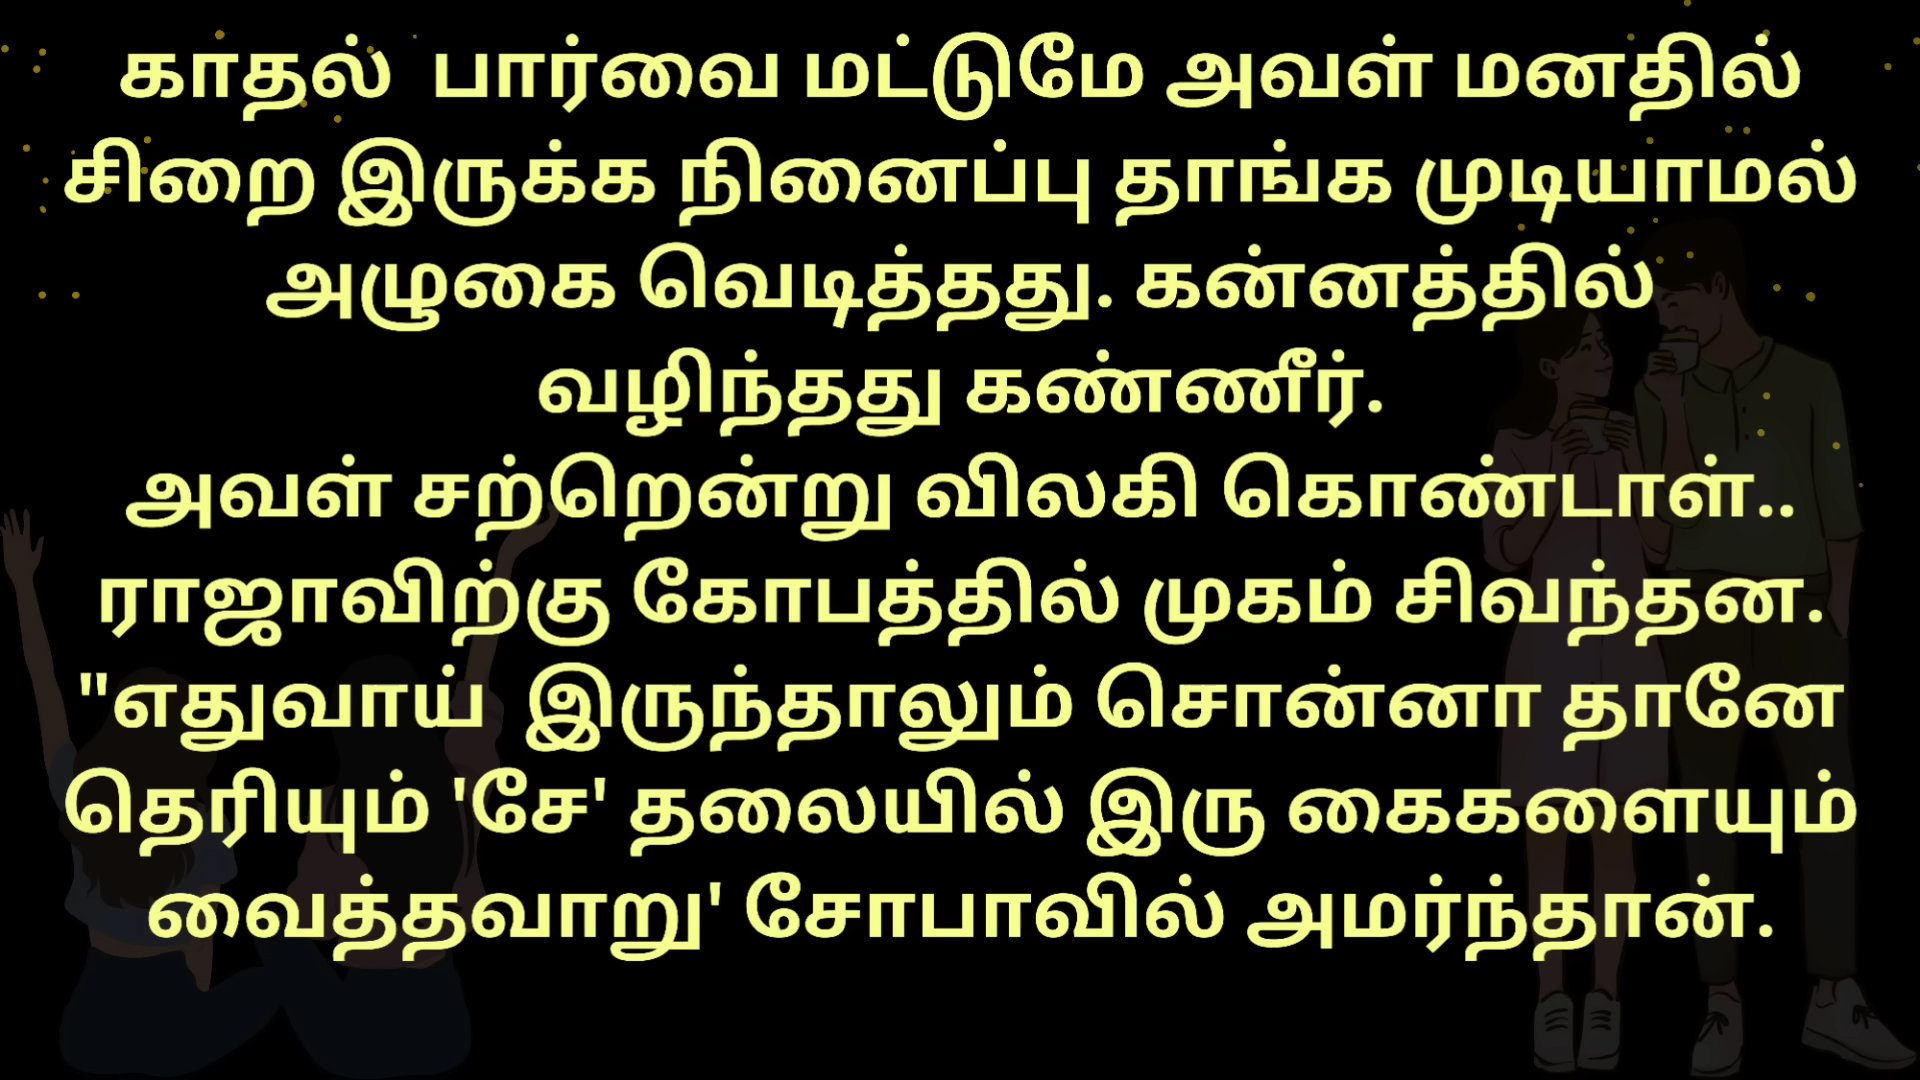 காதல்  பார்வை மட்டுமே அவள் மனதில்
சிறை இருக்க நினைப்பு தாங்க முடியாமல்
அழுகை வெடித்தது. கன்னத்தில்
வழிந்தது கண்ணீர்.
அவள் சற்றென்று விலகி கொண்டாள்..
ராஜாவிற்கு கோபத்தில் முகம் சிவந்தன.
"எதுவாய்  இருந்தாலும் சொன்னா தானே
தெரியும் 'சே' தலையில் இரு கைகளையும்
வைத்தவாறு' சோபாவில் அமர்ந்தான்.